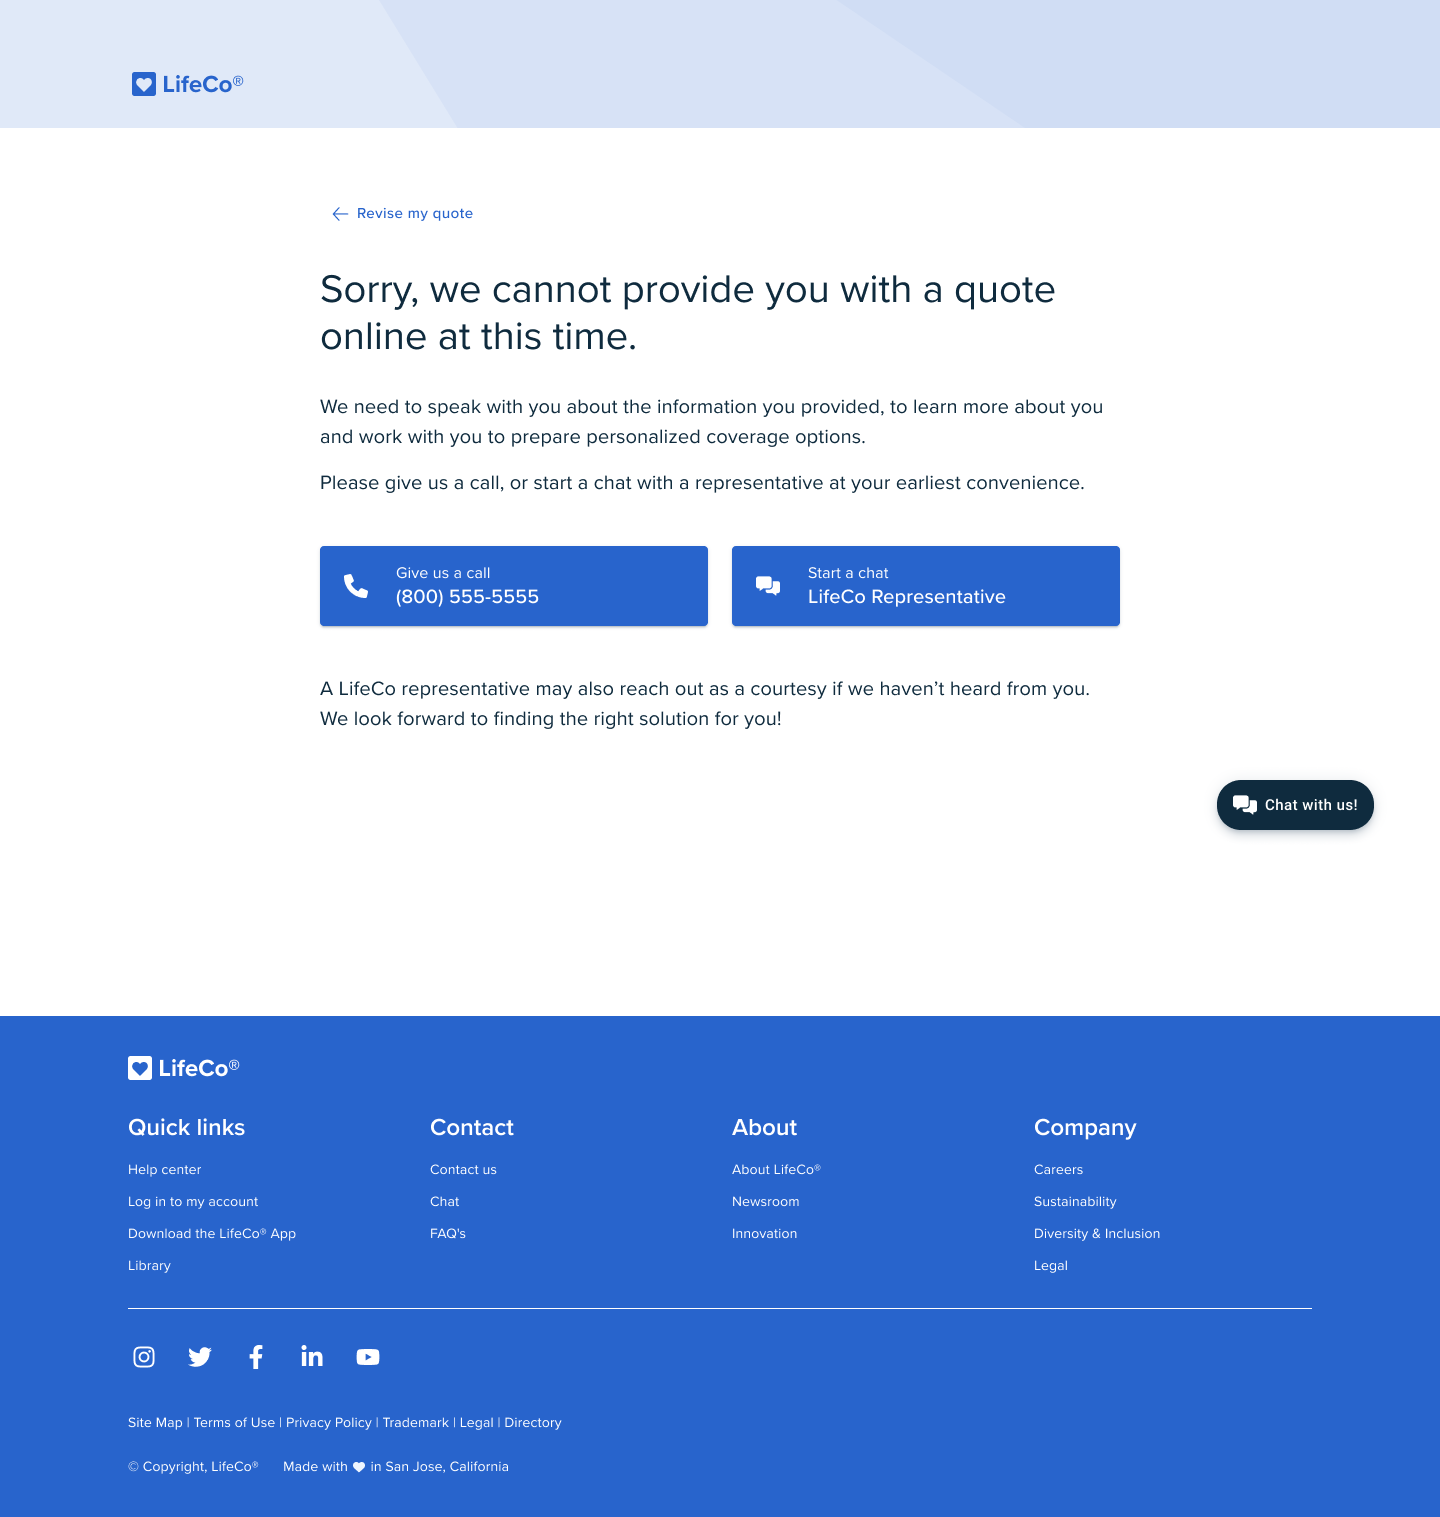 LifeCo®
Revise my quote
Sorry, we cannot provide you with a quote
online at this time.
We need to speak with you about the information you provided, to learn more about you
and work with you to prepare personalized coverage options.
Please give us a call, or start a chat with a representative at your earliest convenience.
Give us a call
(800) 555-5555
Start a chat
LifeCo Representative
A LifeCo representative may also reach out as a courtesy if we haven’t heard from you.
We look forward to finding the right solution for you!
Chat with us!
LifeCo®
Quick links
Help center
Log in to my account
Download the LifeCo® App
Library
Contact
Contact us
Chat
FAQ's
About
About LifeCo®
Newsroom
Innovation
Company
Careers
Sustainability
Diversity & Inclusion
Legal
Site Map | Terms of Use | Privacy Policy | Trademark | Legal | Directory
© Copyright, LifeCo® Made with ♥ in San Jose, California